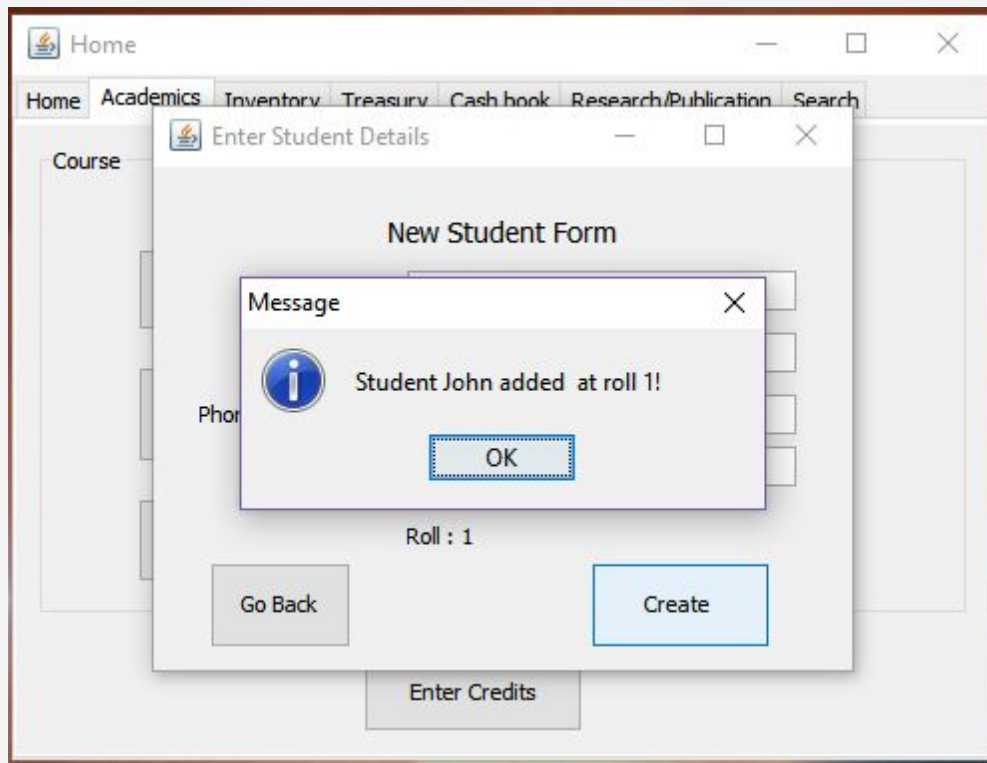 Home
Home Academics Inventory Treasury Cash book Research/Publication Search
Enter Student Details
Course
New Student Form
Message
Student John added  at roll 1!
OK
Roll : 1
Go Back
Create
Enter Credits